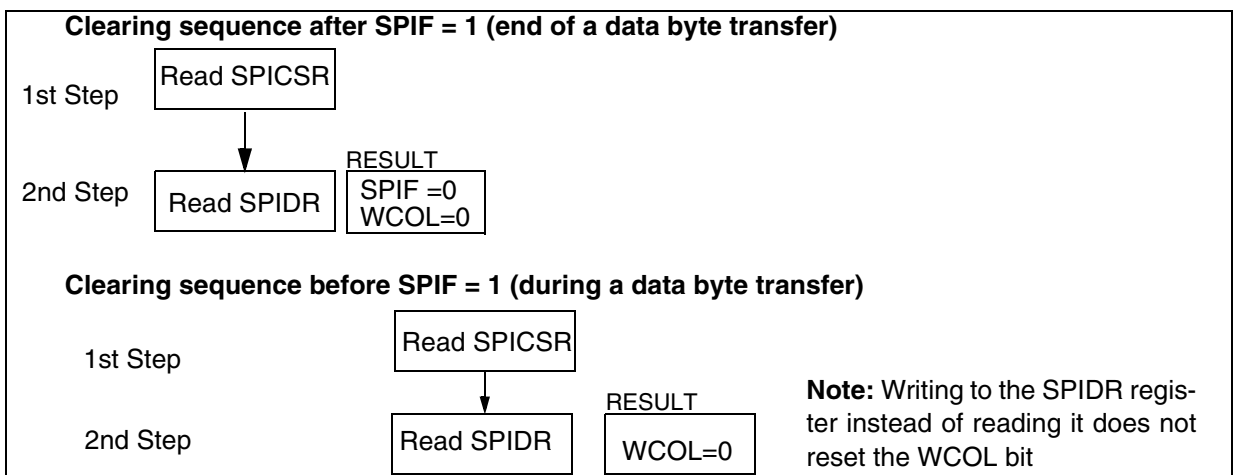 Clearing sequence after SPIF = 1 (end of a data byte transfer)
1st Step
Read SPICSR
2nd Step
Read SPIDR
RESULT
SPIF =0
WCOL=0
Clearing sequence before SPIF = 1 (during a data byte transfer)
1st Step
Read SPICSR
2nd Step
Read SPIDR
RESULT
WCOL=0
Note: Writing to the SPIDR regis-
ter instead of reading it does not
reset the WCOL bit